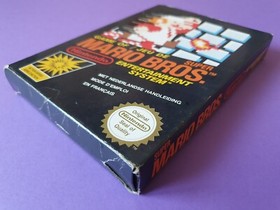 SUPER
MARIO BROS.
ENTERTAINMENT
SYSTEM
Nintendo
MET NEDERLANDSE HANDLEIDING
MODE D'EMPLOI
EN FRANCAIS
Original
Nintendo
Seal of
Quality
SUPER
MARIO BROS.